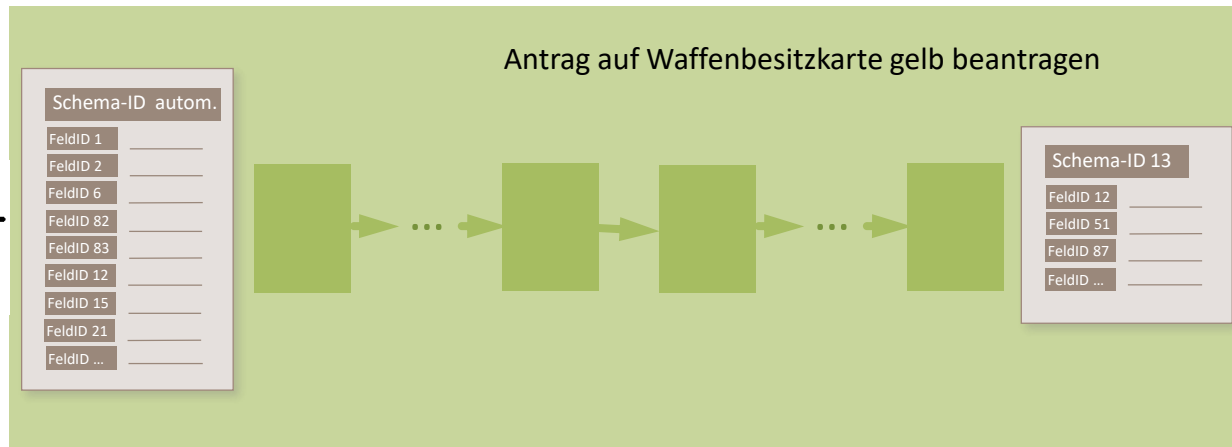 Antrag auf Waffenbesitzkarte gelb beantragen
Schema-ID autom.
FeldID 1
FeldID 2
FeldID 6
FeldID 82
FeldID 83
FeldID 12
FeldID 15
FeldID 21
FeldID ...
...
...
Schema-ID 13
FeldID 12
FeldID 51
FeldID 87
FeldID ...